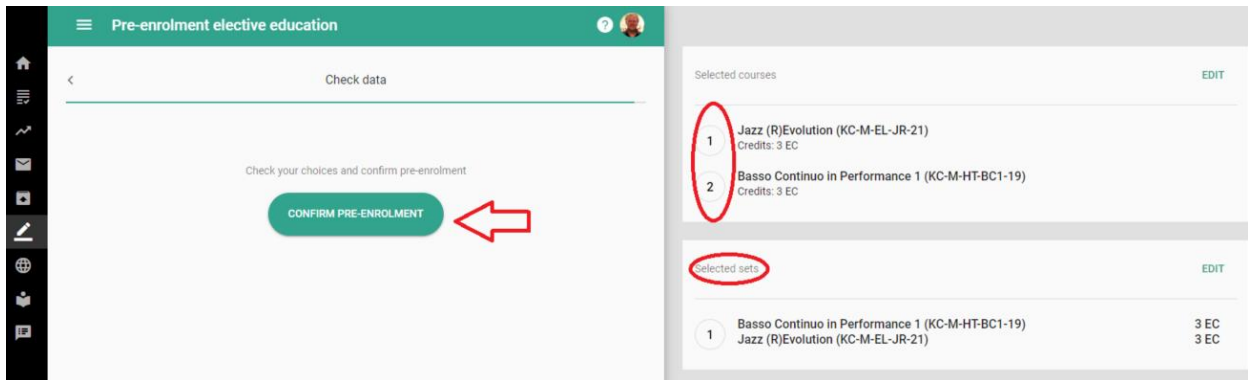 Pre-enrolment elective education
?
Check data
Check your choices and confirm pre-enrolment
CONFIRM PRE-ENROLMENT
Selected courses
EDIT
1
Jazz (R)Evolution (KC-M-EL-JR-21)
Credits: 3 EC
2
Basso Continuo in Performance 1 (KC-M-HT-BC1-19)
Credits: 3 EC
Selected sets
EDIT
1
Basso Continuo in Performance 1 (KC-M-HT-BC1-19) 3 EC
Jazz (R)Evolution (KC-M-EL-JR-21) 3 EC